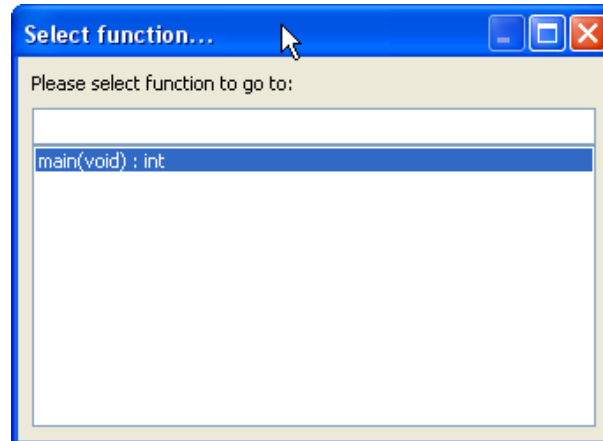 Select function...
Please select function to go to:
main(void) : int